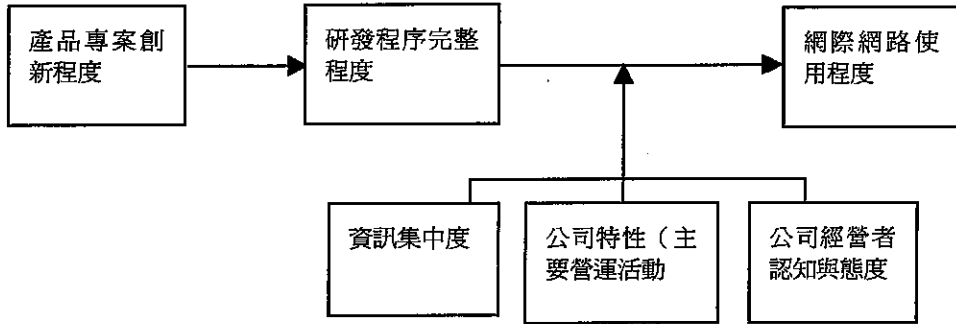 產品專案創
新程度
研發程序完整
程度
網際網路使
用程度
資訊集中度
公司特性（主
要營運活動
公司經營者
認知與態度